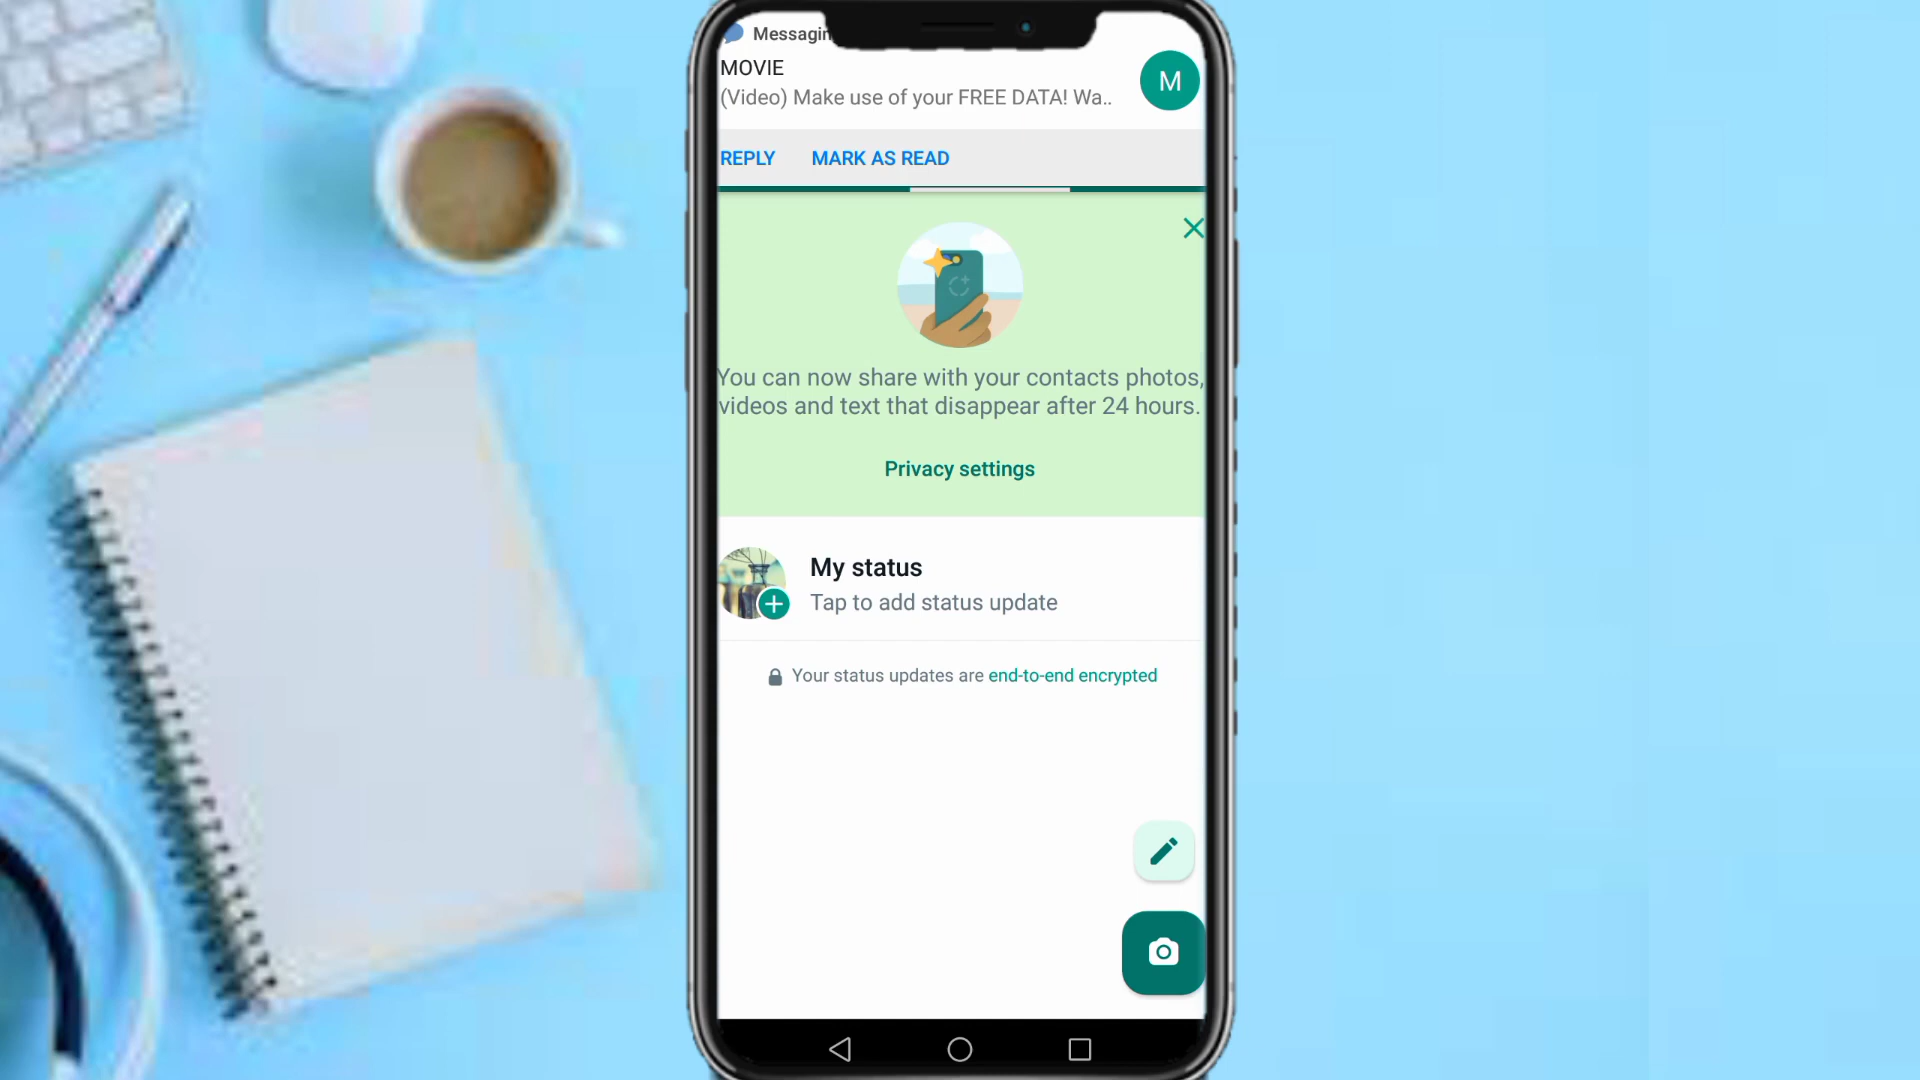 MOVIE
(Video) Make use of your FREE DATA! Wa..
M
REPLY MARK AS READ
You can now share with your contacts photos,
videos and text that disappear after 24 hours.
Privacy settings
My status
Tap to add status update
Your status updates are end-to-end encrypted